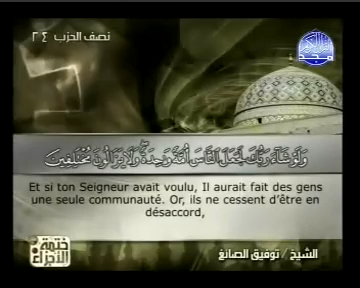 نصف الحزب ٢٤
المجد
وَلَوْ شَاءَ رَبُّكَ لَجَعَلَ النَّاسَ أُمَّةً وَاحِدَةً وَلَا يَزَالُونَ مُخْتَلِفِينَ
Et si ton Seigneur avait voulu, Il aurait fait des gens
une seule communauté. Or, ils ne cessent d'être en
désaccord,
ختمة
الأجزاء
الشيخ / توفيق الصائغ